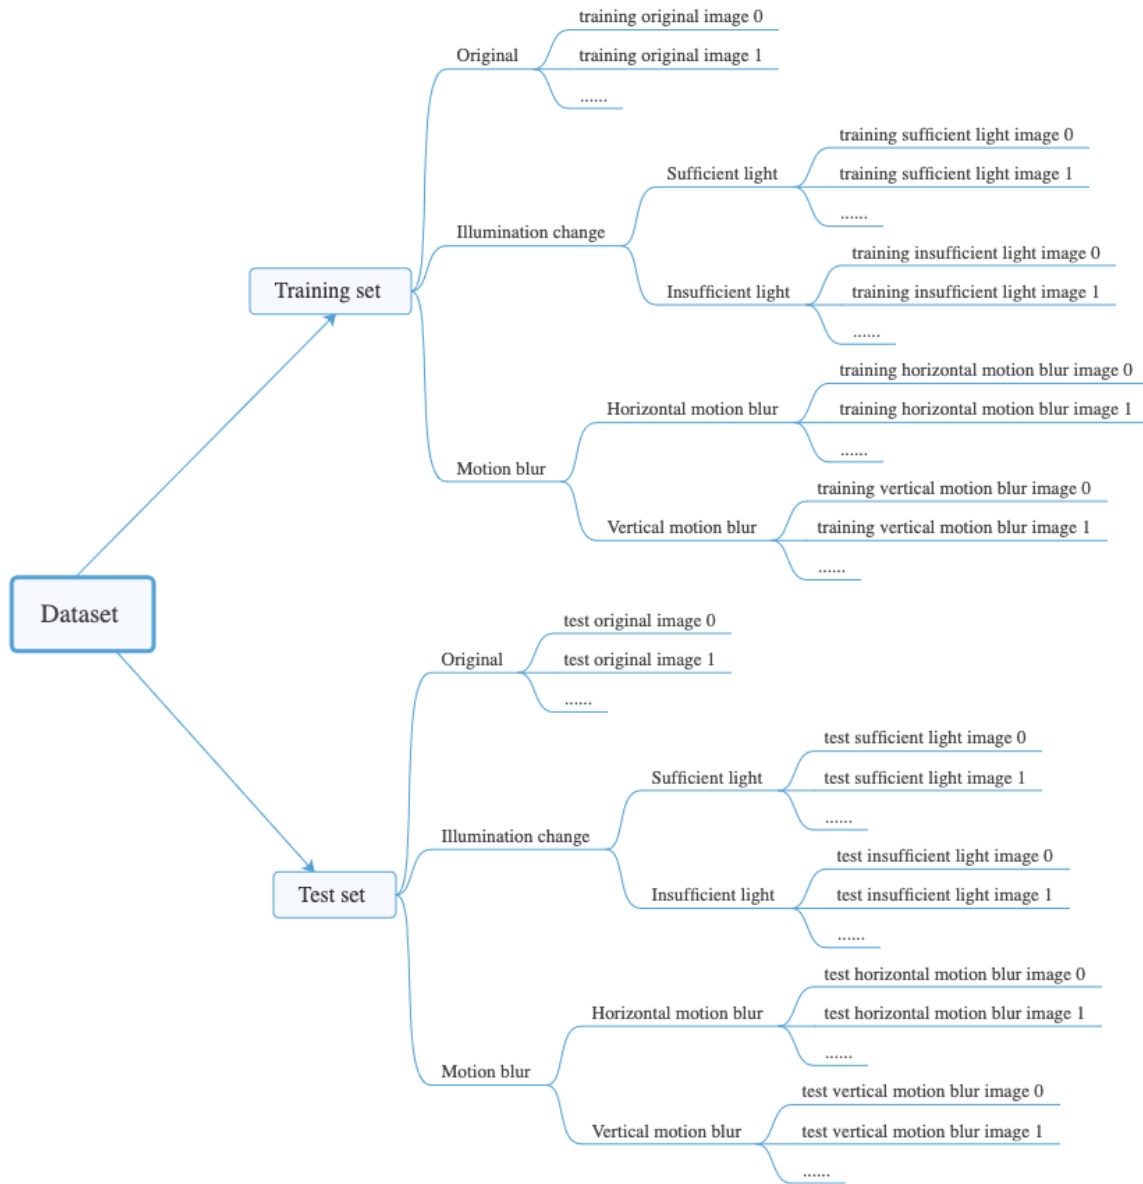 training original image 0
Original
training original image 1
......
training sufficient light image 0
Sufficient light
training sufficient light image 1
......
Illumination change
training insufficient light image 0
Insufficient light
training insufficient light image 1
......
Training set
training horizontal motion blur image 0
Horizontal motion blur
training horizontal motion blur image 1
......
Motion blur
training vertical motion blur image 0
Vertical motion blur
training vertical motion blur image 1
......
Dataset
test original image 0
Original
test original image 1
......
test sufficient light image 0
Sufficient light
test sufficient light image 1
......
Illumination change
test insufficient light image 0
Insufficient light
test insufficient light image 1
......
Test set
test horizontal motion blur image 0
Horizontal motion blur
test horizontal motion blur image 1
......
Motion blur
test vertical motion blur image 0
Vertical motion blur
test vertical motion blur image 1
......